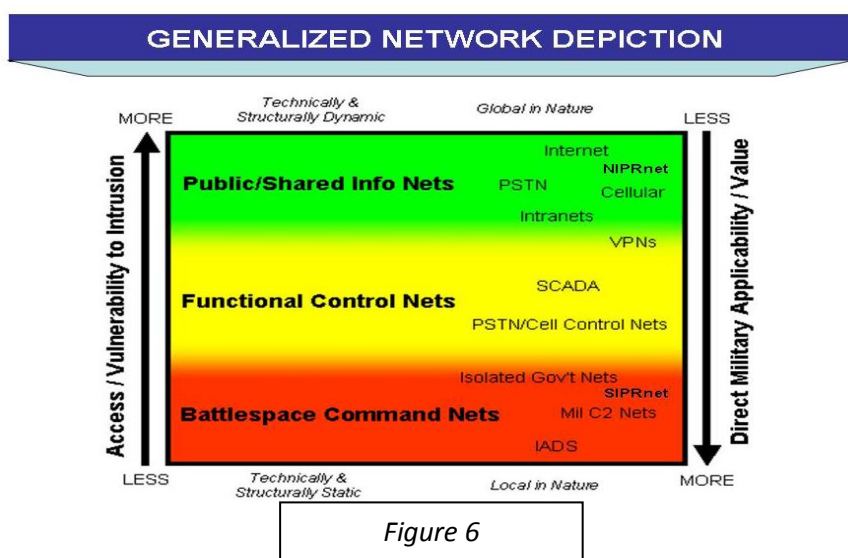 GENERALIZED NETWORK DEPICTION
MORE
Technically &
Structurally Dynamic
Global in Nature
LESS
Access / Vulnerability to Intrusion
Public/Shared Info Nets
Internet
NIPRnet
PSTN
Cellular
Intranets
VPNs
Functional Control Nets
SCADA
PSTN/Cell Control Nets
Isolated Gov't Nets
SIPRnet
Battlespace Command Nets
Mil C2 Nets
IADS
Direct Military Applicability / Value
LESS
Technically &
Structurally Static
Local in Nature
MORE
Figure 6